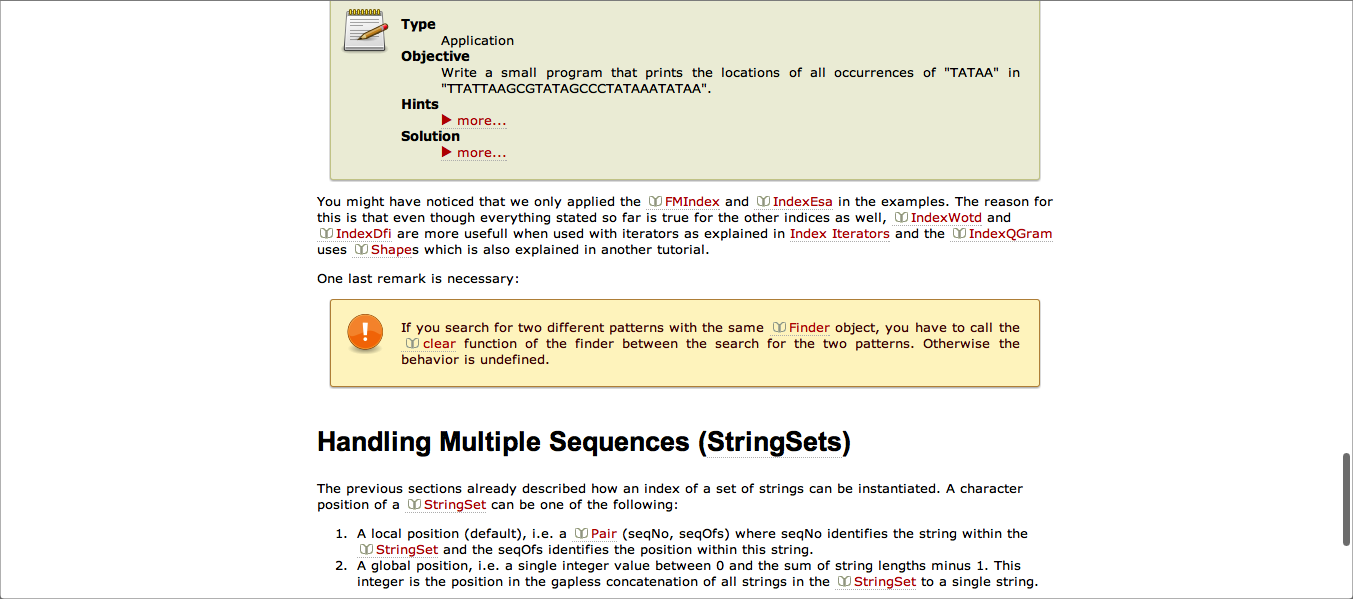 Type
Application
Objective
Write a small program that prints the locations of all occurrences of "TATAA" in
"TTATTAAGCGTATAGCCCTATAAATATAA".
Hints
▶ more...
Solution
▶ more...
You might have noticed that we only applied the FMIndex and IndexEsa in the examples. The reason for
this is that even though everything stated so far is true for the other indices as well, IndexWotd and
IndexDfi are more usefull when used with iterators as explained in Index Iterators and the IndexQGram
uses Shapes which is also explained in another tutorial.
One last remark is necessary:
If you search for two different patterns with the same Finder object, you have to call the
clear function of the finder between the search for the two patterns. Otherwise the
behavior is undefined.
Handling Multiple Sequences (StringSets)
The previous sections already described how an index of a set of strings can be instantiated. A character
position of a StringSet can be one of the following:
1. A local position (default), i.e. a Pair (seqNo, seqOfs) where seqNo identifies the string within the
StringSet and the seqOfs identifies the position within this string.
2. A global position, i.e. a single integer value between 0 and the sum of string lengths minus 1. This
integer is the position in the gapless concatenation of all strings in the StringSet to a single string.